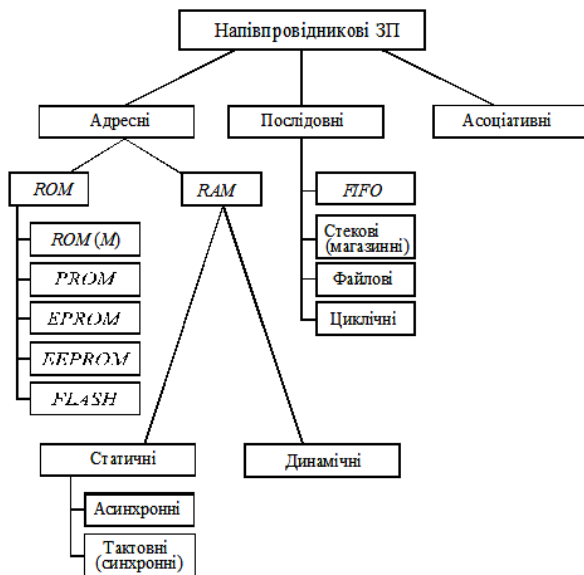 Напівпровідникові ЗП
Адресні
Послідовні
Асоціативні
ROM
RAM
FIFO
ROM (M)
PROM
EPROM
EEPROM
FLASH
Стекові
(магазинні)
Файлові
Циклічні
Статичні
Динамічні
Асинхронні
Тактовні
(синхронні)